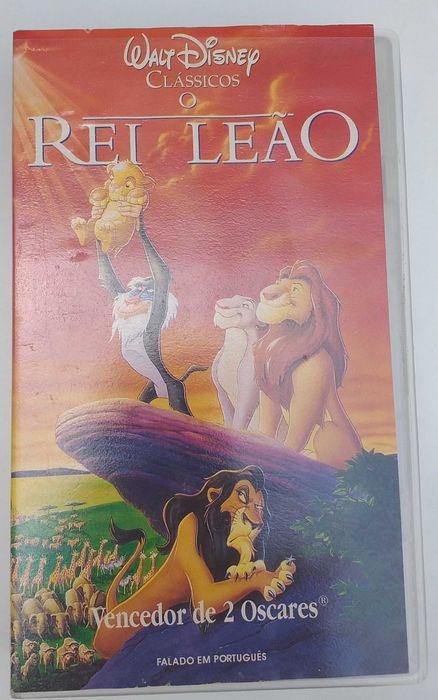 WALT DISNEY
CLÁSSICOS
O
REI LEÃO
Vencedor de 2 Oscares®
FALADO EM PORTUGUÊS